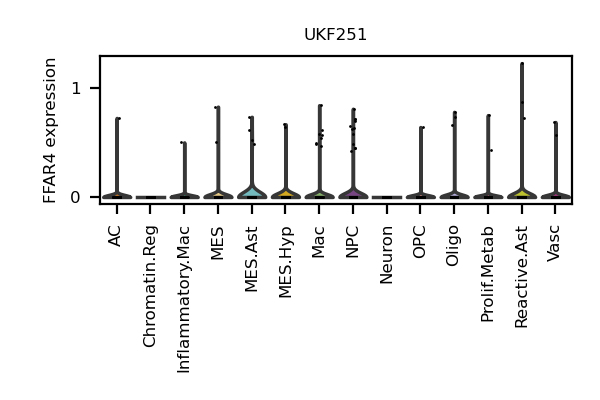 UKF251
FFAR4 expression
1
0
AC
Chromatin.Reg
Inflammatory.Mac
MES
MES.Ast
MES.Hyp
Mac
NPC
Neuron
OPC
Oligo
Prolif.Metab
Reactive.Ast
Vasc